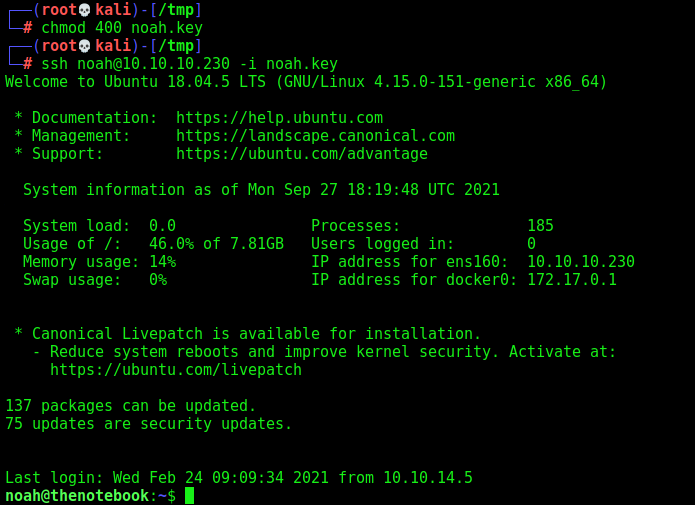 ┌──(root💀kali)-[/tmp]
└─# chmod 400 noah.key
┌──(root💀kali)-[/tmp]
└─# ssh noah@10.10.10.230 -i noah.key
Welcome to Ubuntu 18.04.5 LTS (GNU/Linux 4.15.0-151-generic x86_64)

 * Documentation:  https://help.ubuntu.com
 * Management:     https://landscape.canonical.com
 * Support:        https://ubuntu.com/advantage

  System information as of Mon Sep 27 18:19:48 UTC 2021

  System load:  0.0               Processes:              185
  Usage of /:   46.0% of 7.81GB   Users logged in:        0
  Memory usage: 14%               IP address for ens160:  10.10.10.230
  Swap usage:   0%                IP address for docker0: 172.17.0.1

 * Canonical Livepatch is available for installation.
   - Reduce system reboots and improve kernel security. Activate at:
     https://ubuntu.com/livepatch

137 packages can be updated.
75 updates are security updates.

Last login: Wed Feb 24 09:09:34 2021 from 10.10.14.5
noah@thenotebook:~$